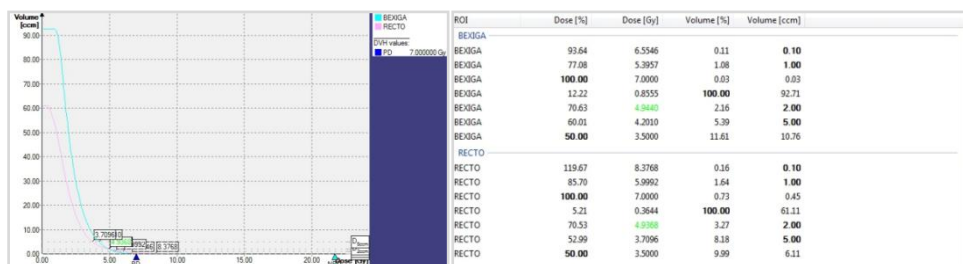 Volume
[ccm]
90.00
80.00
70.00
60.00
50.00
40.00
30.00
20.00
10.00
0.00
0.00 5.00 10.00 15.00 20.00
3.7096
8.3768
PD
BEXIGA
RECTO
DVH values:
PD 7.000000 Gy
ROI Dose [%] Dose [Gy] Volume [%] Volume [ccm]
BEXIGA
BEXIGA 93.64 6.5546 0.11 0.10
BEXIGA 77.08 5.3957 1.08 1.00
BEXIGA 100.00 7.0000 0.03 0.03
BEXIGA 12.22 0.8555 100.00 92.71
BEXIGA 70.63 4.9440 2.16 2.00
BEXIGA 60.01 4.2010 5.39 5.00
BEXIGA 50.00 3.5000 11.61 10.76
RECTO
RECTO 119.67 8.3768 0.16 0.10
RECTO 85.70 5.9992 1.64 1.00
RECTO 100.00 7.0000 0.73 0.45
RECTO 5.21 0.3644 100.00 61.11
RECTO 70.53 4.9368 3.27 2.00
RECTO 52.99 3.7096 8.18 5.00
RECTO 50.00 3.5000 9.99 6.11